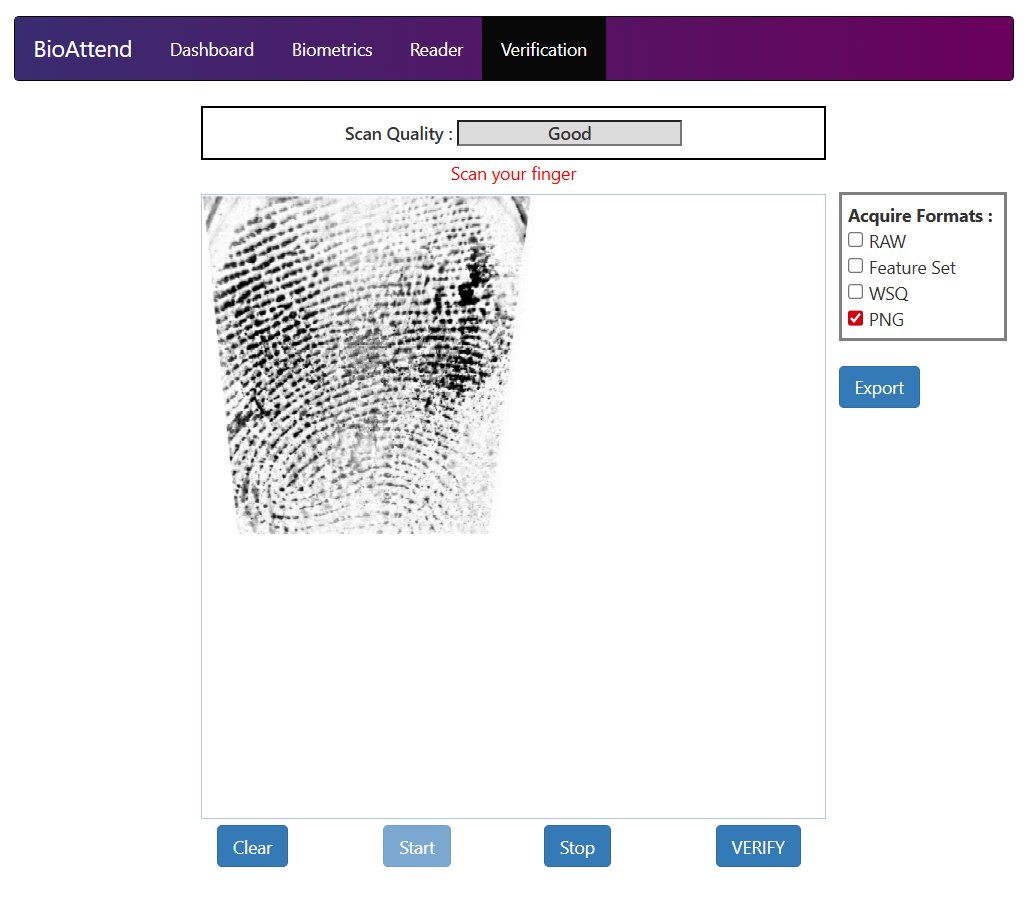 BioAttend Dashboard Biometrics Reader Verification
Scan Quality : Good
Scan your finger
Acquire Formats :
RAW
Feature Set
WSQ
PNG
Export
Clear Start Stop VERIFY